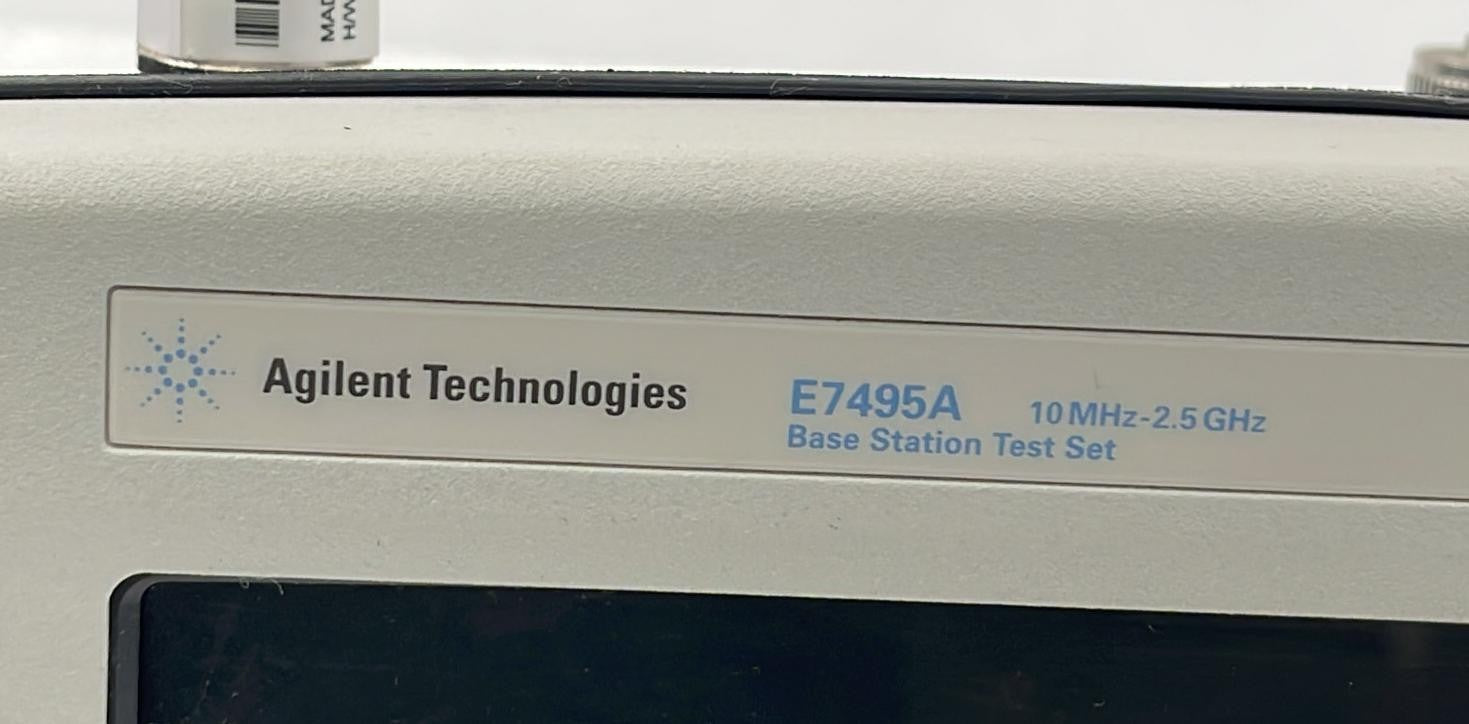 Agilent Technologies
E7495A 10 MHz-2.5 GHz
Base Station Test Set